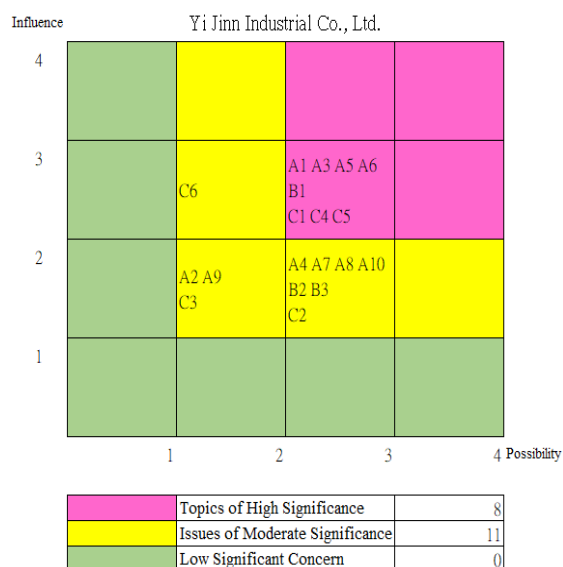 Influence
Yi Jinn Industrial Co., Ltd.
4
3
A1 A3 A5 A6
C6
B1
C1 C4 C5
2
A2 A9
C3
A4 A7 A8 A10
B2 B3
C2
1
1 2 3 4 Possibility
Topics of High Significance 8
Issues of Moderate Significance 11
Low Significant Concern 0